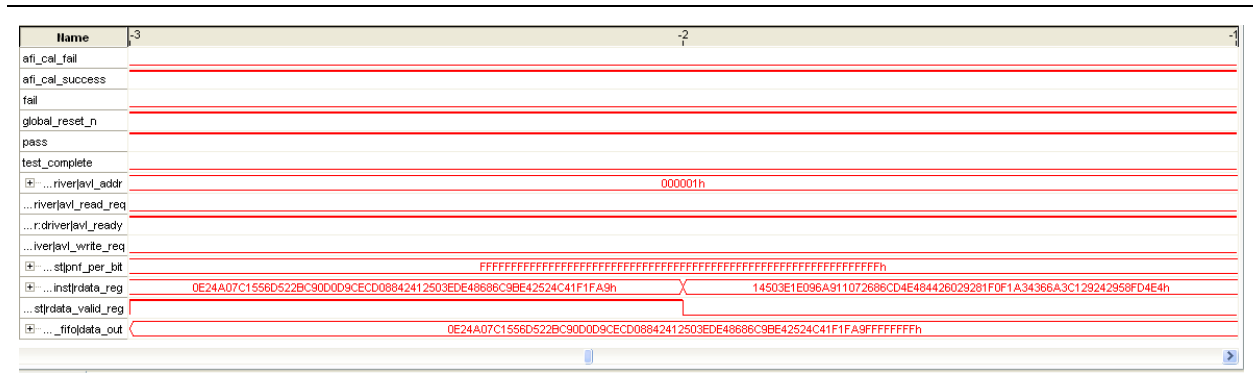 Name -3 -2 -1
afi_cal_fail
afi_cal_success
fail
global_reset_n
pass
test_complete
...river|avl_addr 000001h
...river|avl_read_req
...r:driver|avl_ready
...iver|avl_write_req
...st|pnf_per_bit FFFFFFFFFFFFFFFFFFFFFFFFFFFFFFFFFFFFFFFFFFFFFFFFFFFFFFFFFFFFFFFFh
...inst|rdata_reg 0E24A07C1556D522BC90D0D9CECD08842412503EDE48686C9BE42524C41F1FA9h 14503E1E096A911072686CD4E484426029281F0F1A34366A3C129242958FD4E4h
...st|rdata_valid_reg
..._fifo|data_out 0E24A07C1556D522BC90D0D9CECD08842412503EDE48686C9BE42524C41F1FA9FFFFFFFFh